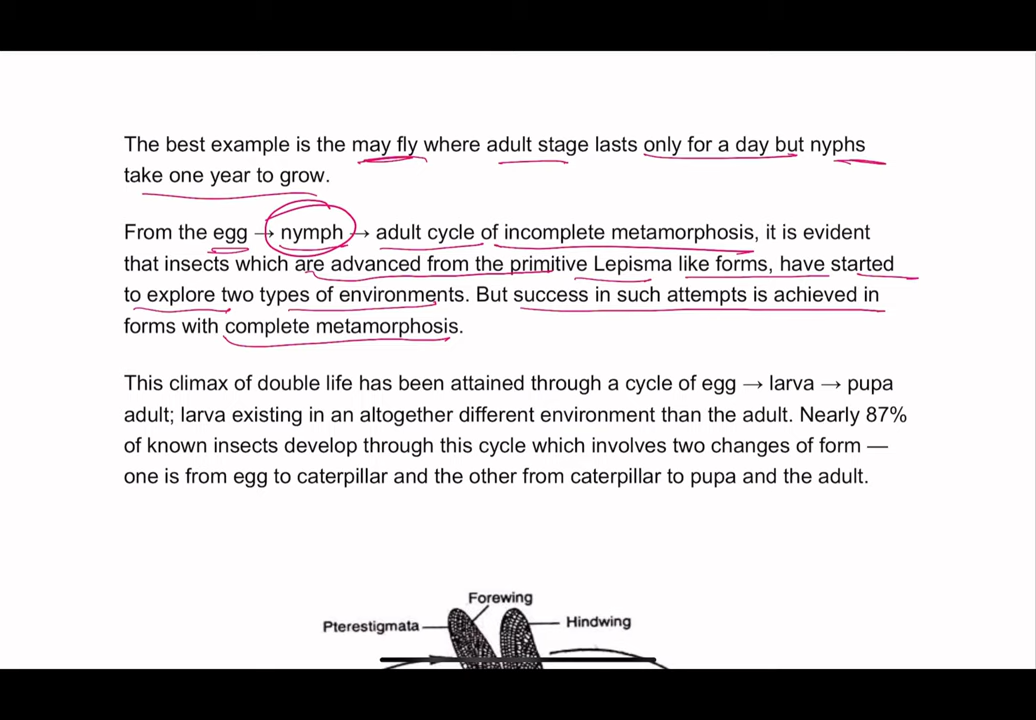 The best example is the may fly where adult stage lasts only for a day but nyphs
take one year to grow.
From the egg → nymph → adult cycle of incomplete metamorphosis, it is evident
that insects which are advanced from the primitive Lepisma like forms, have started
to explore two types of environments. But success in such attempts is achieved in
forms with complete metamorphosis.
This climax of double life has been attained through a cycle of egg → larva → pupa
adult; larva existing in an altogether different environment than the adult. Nearly 87%
of known insects develop through this cycle which involves two changes of form —
one is from egg to caterpillar and the other from caterpillar to pupa and the adult.
Forewing
Pterestigmata
Hindwing